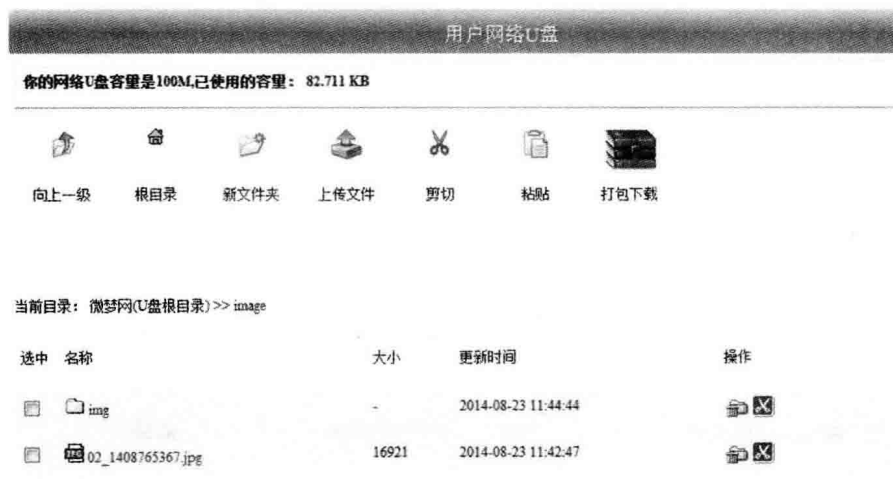 用户网络U盘
你的网络U盘容量是100M,已使用的容量： 82.711 KB
向上一级 根目录 新文件夹 上传文件 剪切 粘贴 打包下载
当前目录： 微梦网(U盘根目录) >> image
选中 名称 大小 更新时间 操作
img - 2014-08-23 11:44:44
02_1408765367.jpg 16921 2014-08-23 11:42:47